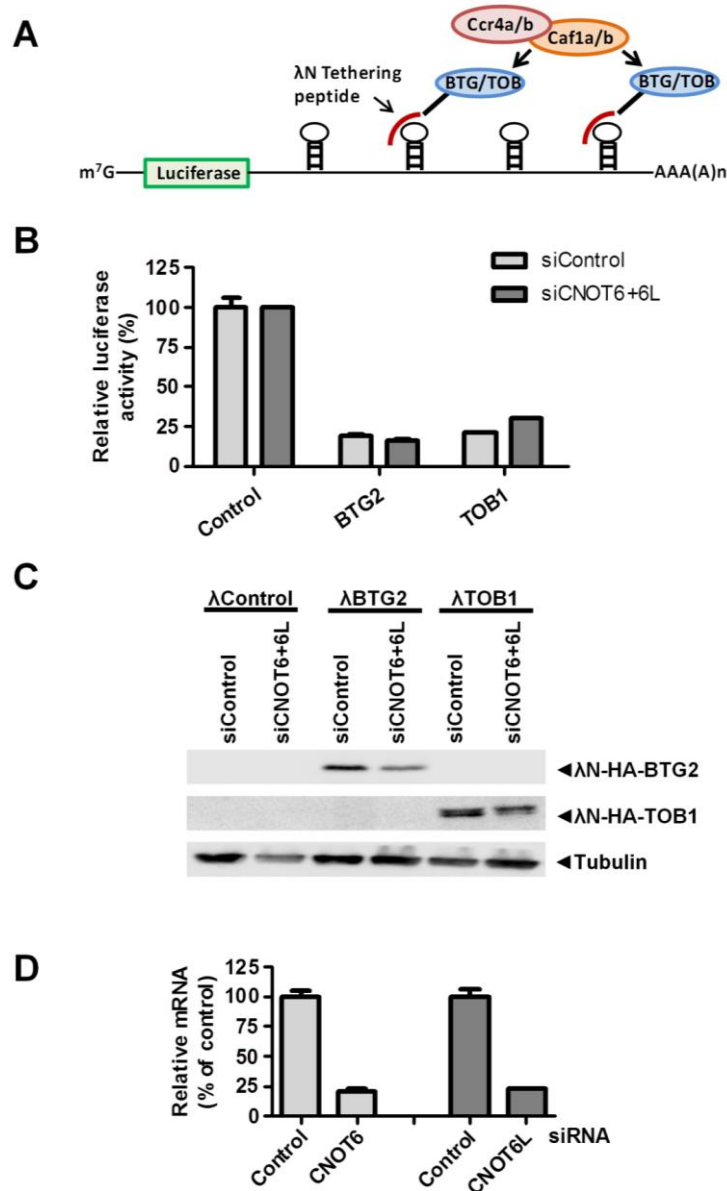 A
Ccr4a/b
Caf1a/b
λN Tethering
peptide
BTG/TOB
BTG/TOB
m⁷G
Luciferase
AAA(A)n
B
Relative luciferase
activity (%)
125
100
75
50
25
0
siControl
siCNOT6+6L
Control
BTG2
TOB1
C
λControl
λBTG2
λTOB1
siControl
siCNOT6+6L
siControl
siCNOT6+6L
siControl
siCNOT6+6L
◄λN-HA-BTG2
◄λN-HA-TOB1
◄Tubulin
D
Relative mRNA
(% of control)
125
100
75
50
25
0
Control
CNOT6
Control
CNOT6L
siRNA